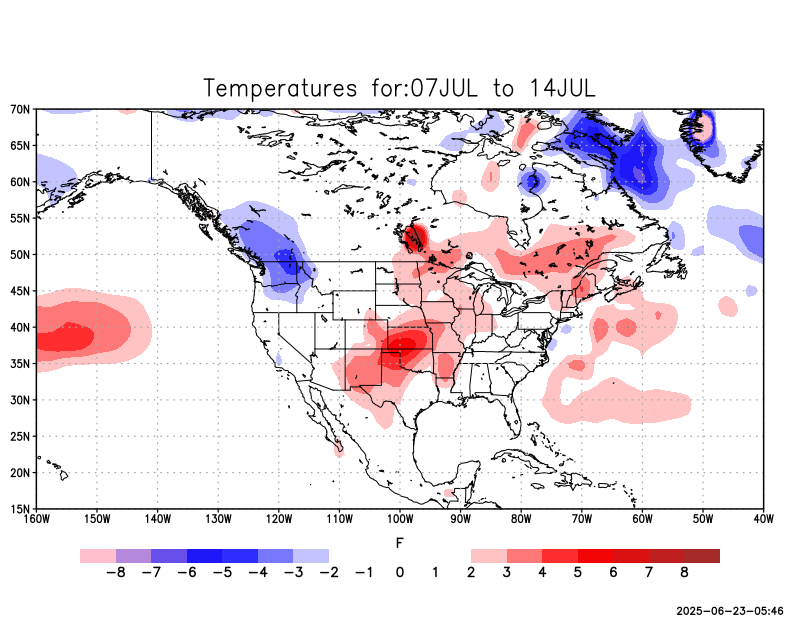 Temperatures for:07JUL to 14JUL
70N
65N
60N
55N
50N
45N
40N
35N
30N
25N
20N
15N
160W 150W 140W 130W 120W 110W 100W 90W 80W 70W 60W 50W 40W
F
-8 -7 -6 -5 -4 -3 -2 -1 0 1 2 3 4 5 6 7 8
2025-06-23-05:46